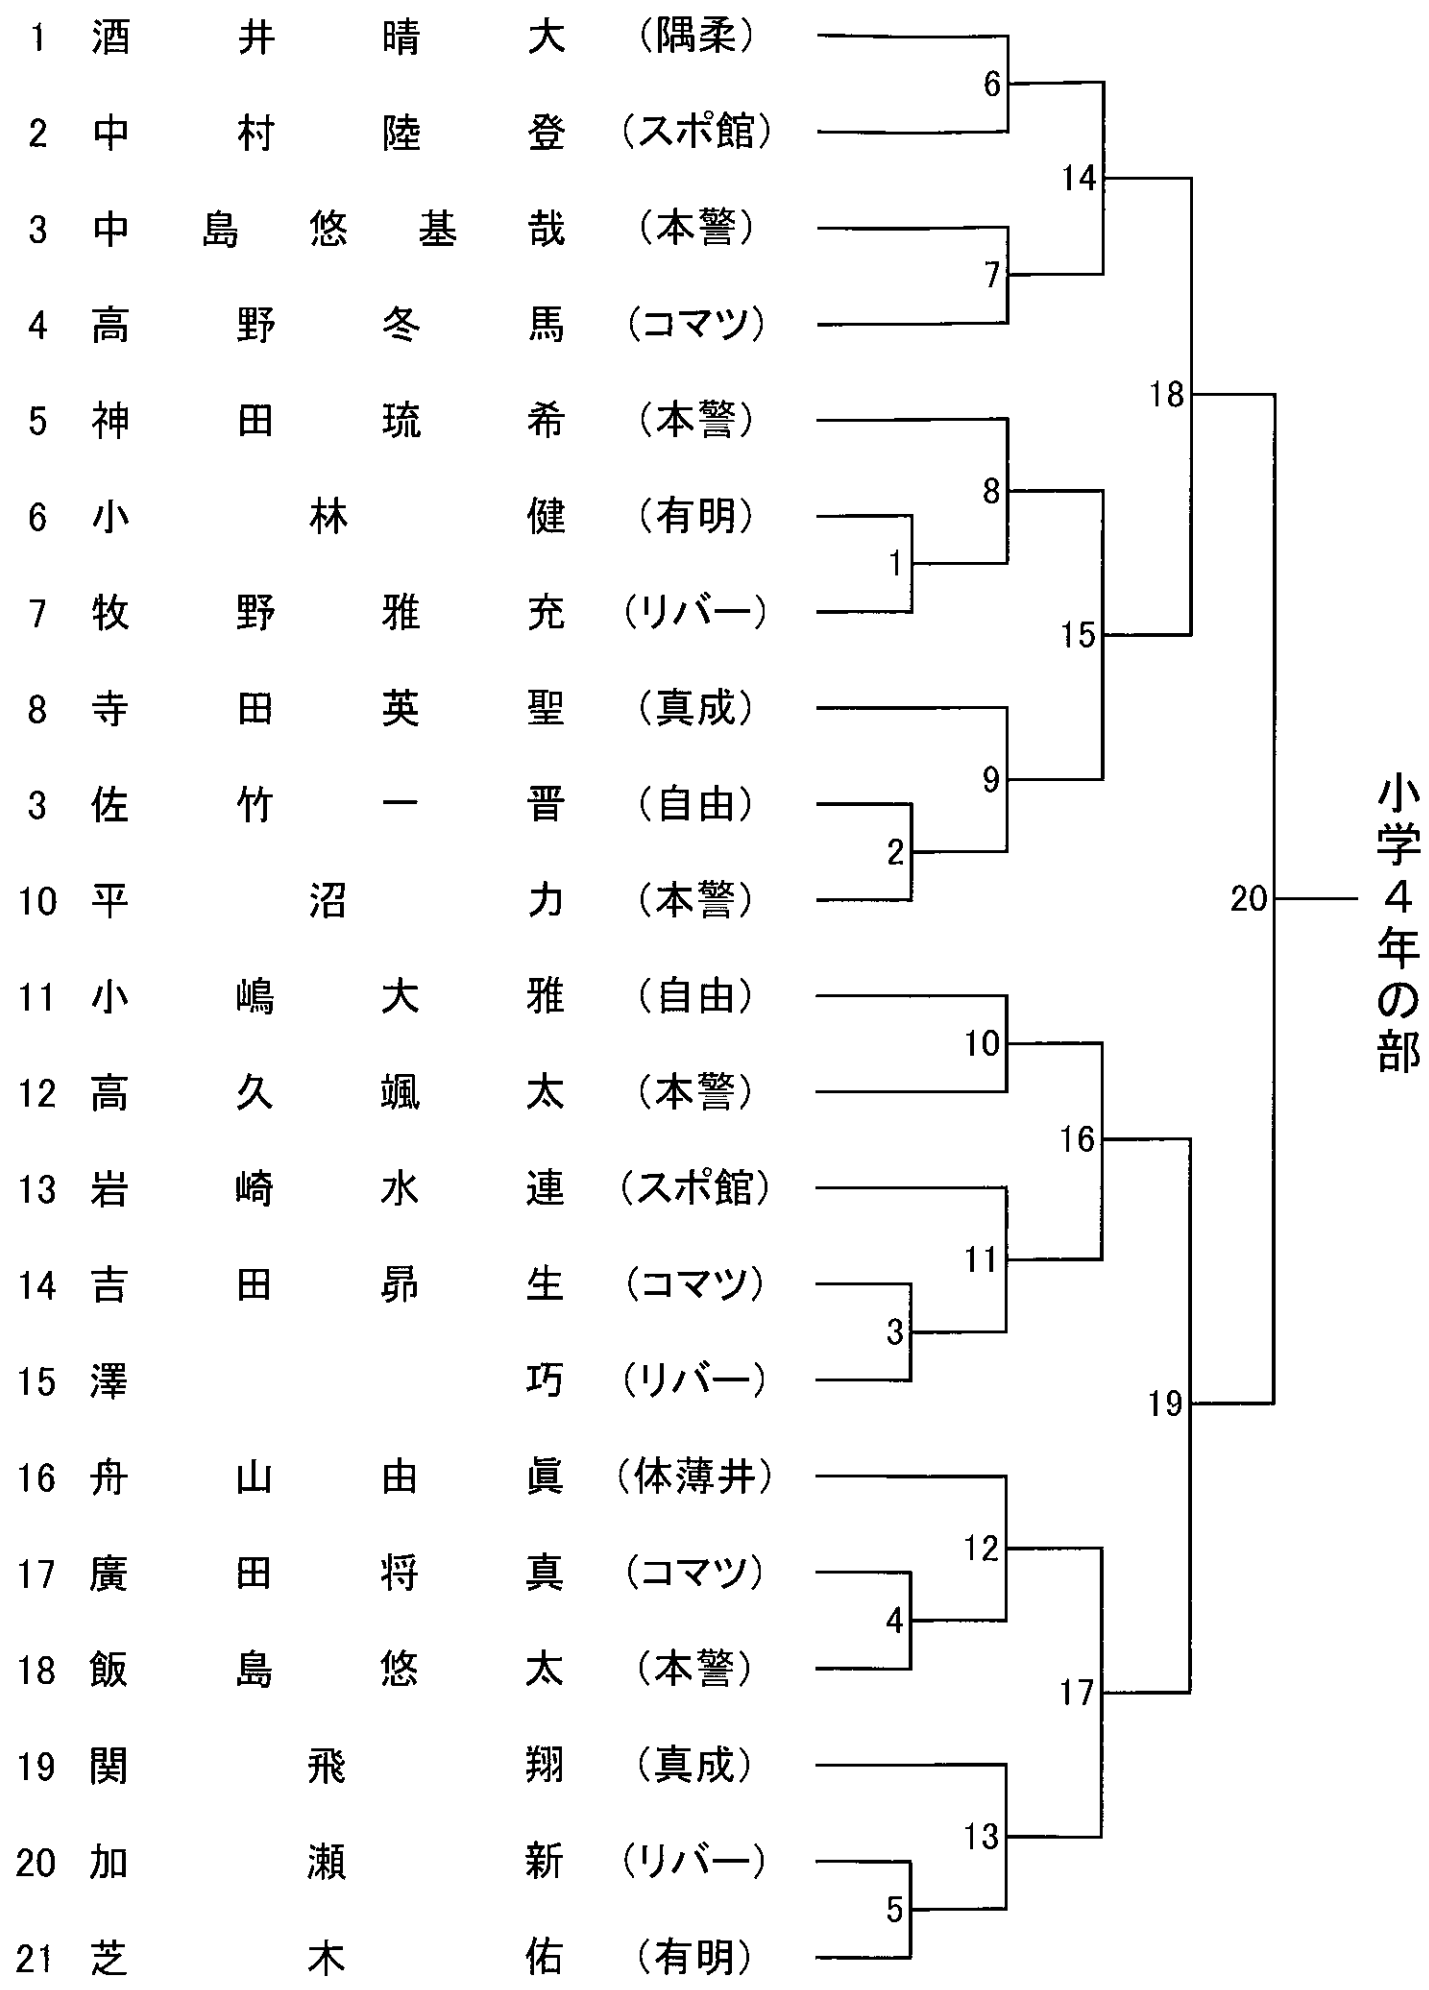 1 酒井晴大 (隅柔)
2 中村陸登 (スポ館)
3 中島悠基哉 (本警)
4 高野冬馬 (コマツ)
5 神田琉希 (本警)
6 小林健 (有明)
7 牧野雅充 (リバー)
8 寺田英聖 (真成)
3 佐竹一晋 (自由)
10 平沼力 (本警)
11 小嶋大雅 (自由)
12 高久颯太 (本警)
13 岩崎水連 (スポ館)
14 吉田昴生 (コマツ)
15 澤巧 (リバー)
16 舟山由眞 (体薄井)
17 廣田将真 (コマツ)
18 飯島悠太 (本警)
19 関飛翔 (真成)
20 加瀬新 (リバー)
21 芝木佑 (有明)
1
2
3
4
5
6
7
8
9
10
11
12
13
14
15
16
17
18
19
20
小学4年の部